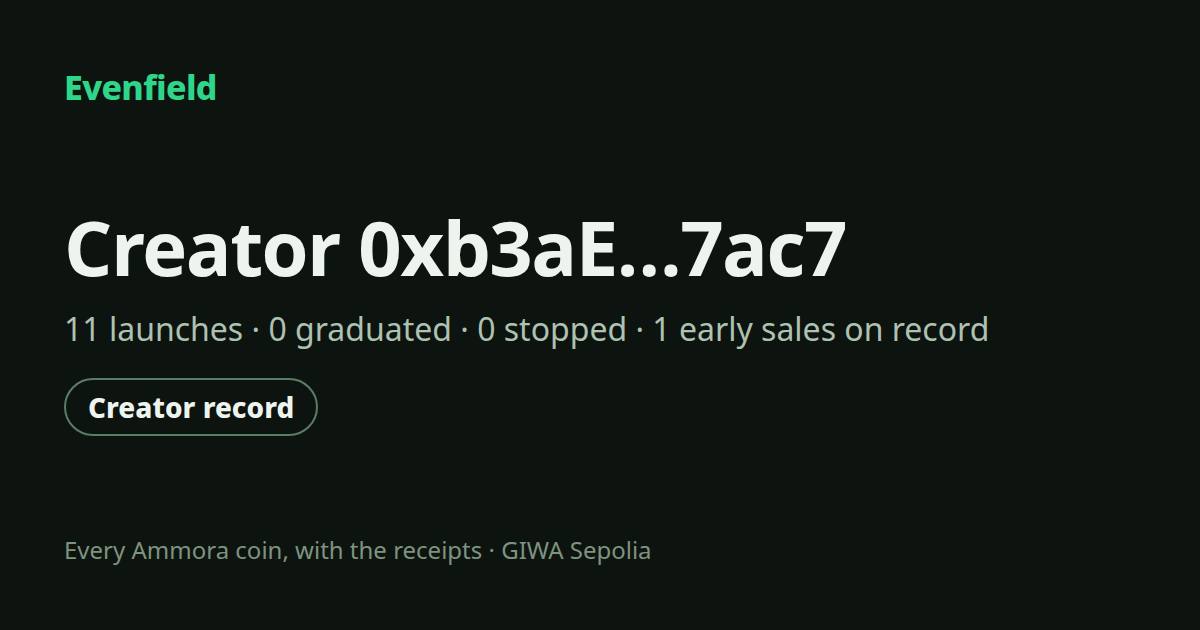 Evenfield
Creator 0xb3aE…7ac7
11 launches · 0 graduated · 0 stopped · 1 early sales on record
Creator record
Every Ammora coin, with the receipts · GIWA Sepolia